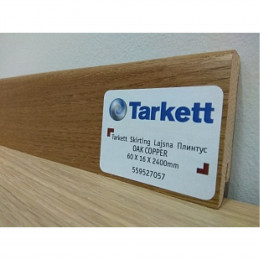 Tarkett
Tarkett Skirting Lajsna Плинтус
OAK COPPER
60 X 16 X 2400mm
559527057